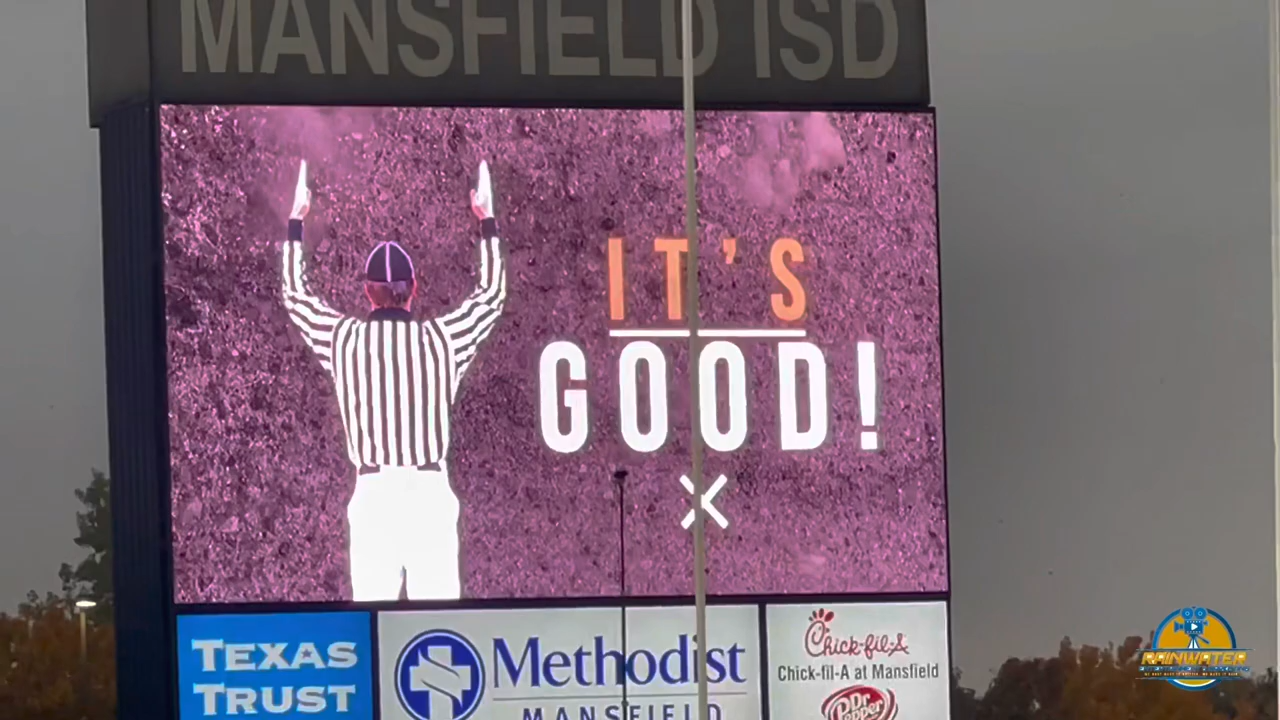 MANSFIELD ISD
IT'S
GOOD!
TEXAS
TRUST
Methodist
MANSFIELD
Chick-fil-A
Chick-fil-A at Mansfield
Dr
Pepper
RAINWATER